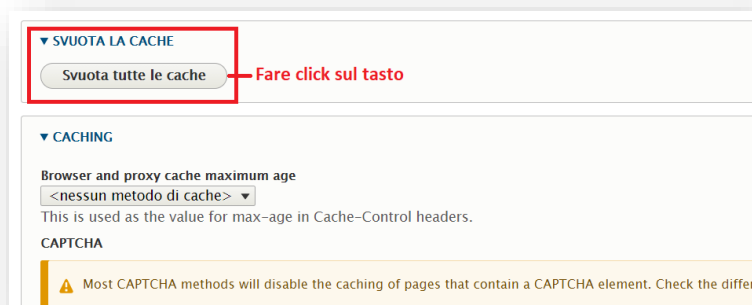 SVUOTA LA CACHE
Svuota tutte le cache
Fare click sul tasto
CACHING
Browser and proxy cache maximum age
<nessun metodo di cache>
This is used as the value for max-age in Cache-Control headers.
CAPTCHA
Most CAPTCHA methods will disable the caching of pages that contain a CAPTCHA element. Check the diffe